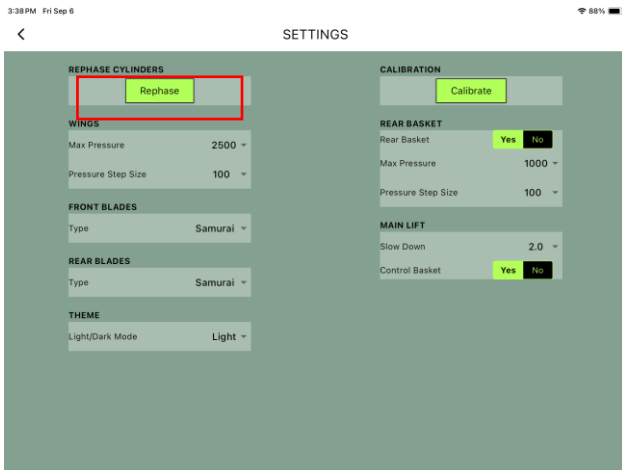 3:38 PM Fri Sep 6
88%
SETTINGS
REPHASE CYLINDERS
Rephase
WINGS
Max Pressure 2500
Pressure Step Size 100
FRONT BLADES
Type Samurai
REAR BLADES
Type Samurai
THEME
Light/Dark Mode Light
CALIBRATION
Calibrate
REAR BASKET
Rear Basket Yes No
Max Pressure 1000
Pressure Step Size 100
MAIN LIFT
Slow Down 2.0
Control Basket Yes No